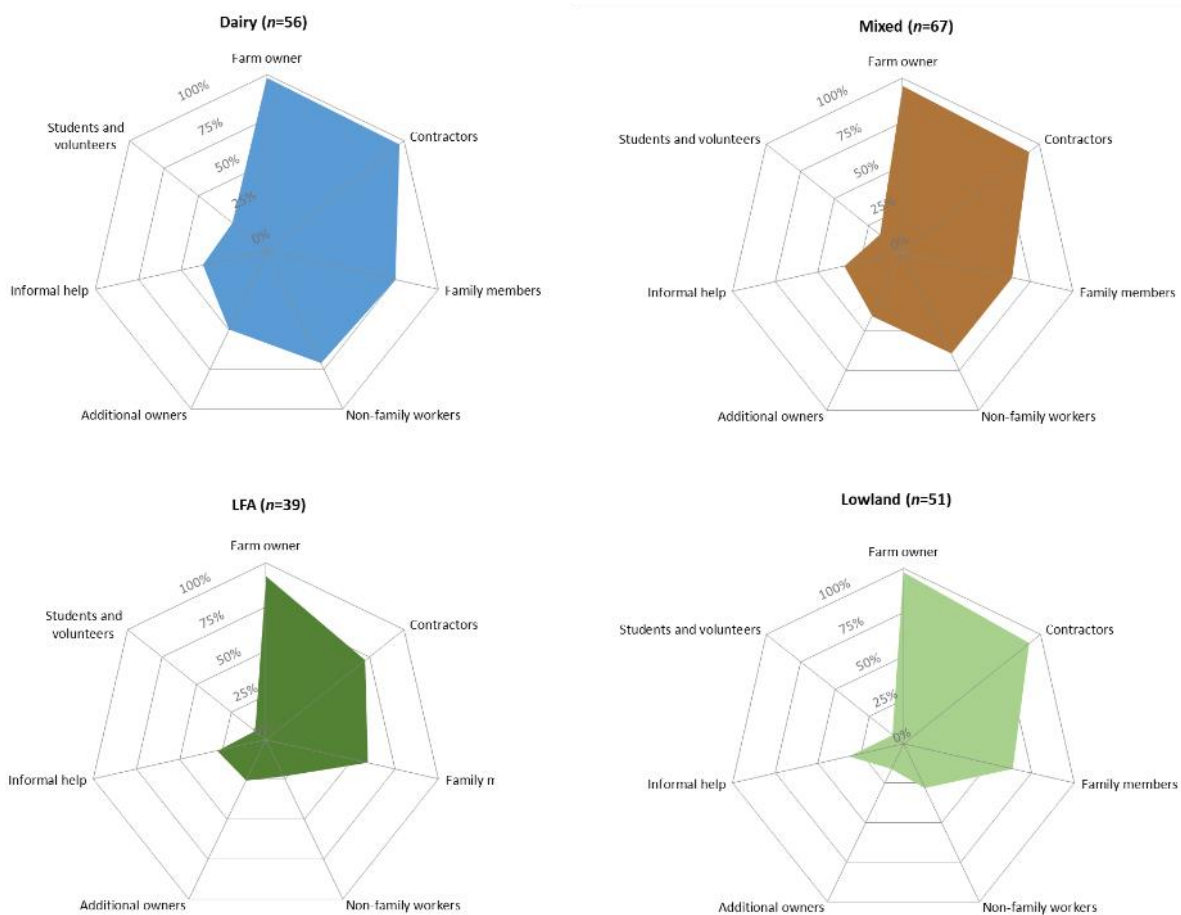 Dairy (n=56)
Farm owner
100%
75%
50%
25%
0%
Contractors
Family members
Non-family workers
Additional owners
Informal help
Students and
volunteers
Mixed (n=67)
Farm owner
100%
75%
50%
25%
0%
Contractors
Family members
Non-family workers
Additional owners
Informal help
Students and volunteers
LFA (n=39)
Farm owner
100%
75%
50%
25%
0%
Contractors
Family m
Non-family workers
Additional owners
Informal help
Students and
volunteers
Lowland (n=51)
Farm owner
100%
75%
50%
25%
0%
Contractors
Family members
Non-family workers
Additional owners
Informal help
Students and volunteers